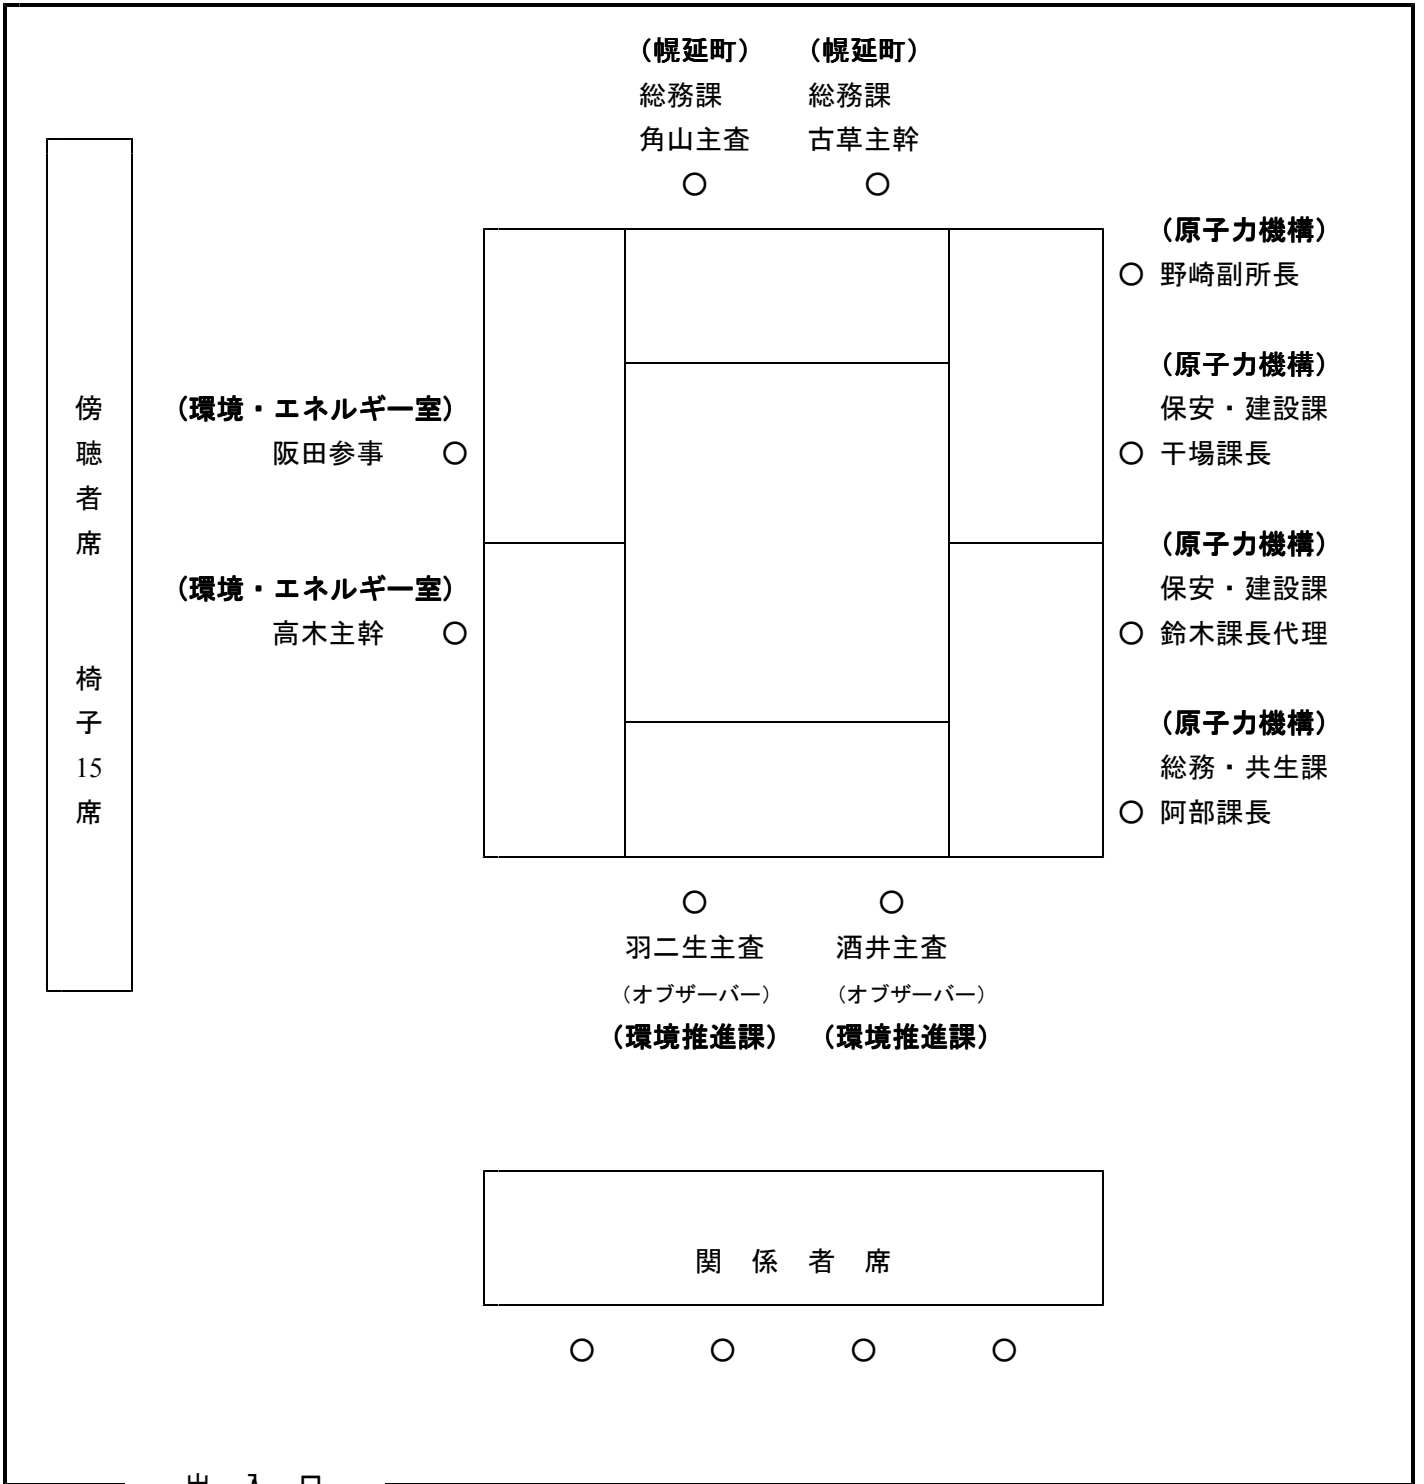 （幌延町）　（幌延町）
総務課　総務課
角山主査　古草主幹
○　○
（原子力機構）
○ 野崎副所長
（原子力機構）
保安・建設課
○ 干場課長
（原子力機構）
保安・建設課
○ 鈴木課長代理
（原子力機構）
総務・共生課
○ 阿部課長
（環境・エネルギー室）
阪田参事　○
（環境・エネルギー室）
高木主幹　○
傍聴者席　椅子15席
○　○
羽二生主査　酒井主査
（オブザーバー）　（オブザーバー）
（環境推進課）　（環境推進課）
関　係　者　席
○　○　○　○
出　入　口